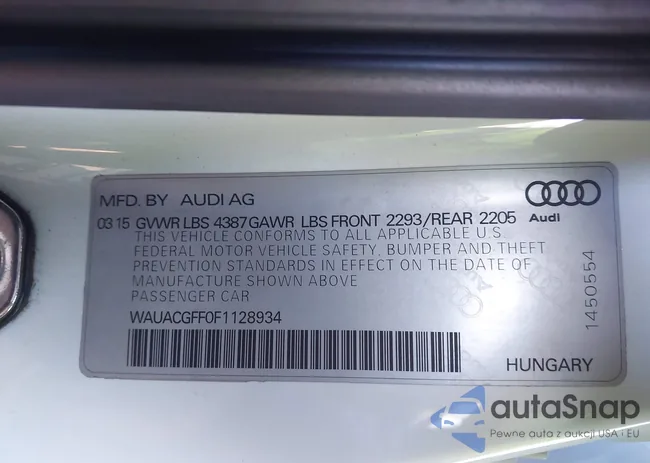 MFD. BY AUDI AG
03 15 GVWR LBS 4387 GAWR LBS FRONT 2293/REAR 2205 Audi
THIS VEHICLE CONFORMS TO ALL APPLICABLE U.S.
FEDERAL MOTOR VEHICLE SAFETY, BUMPER AND THEFT
PREVENTION STANDARDS IN EFFECT ON THE DATE OF
MANUFACTURE SHOWN ABOVE
PASSENGER CAR
WAUACGFF0F1128934
1450554
HUNGARY
autaSnap
Pewne auta z aukcji USA i EU